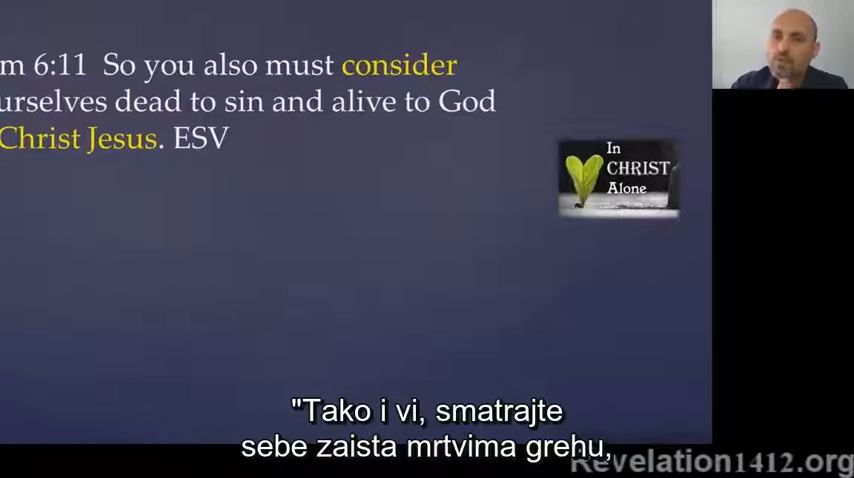 m 6:11 So you also must consider
urselves dead to sin and alive to God
Christ Jesus. ESV
In
CHRIST
Alone
"Tako i vi, smatrajte
sebe zaista mrtvima grehu,
Revelation1412.org